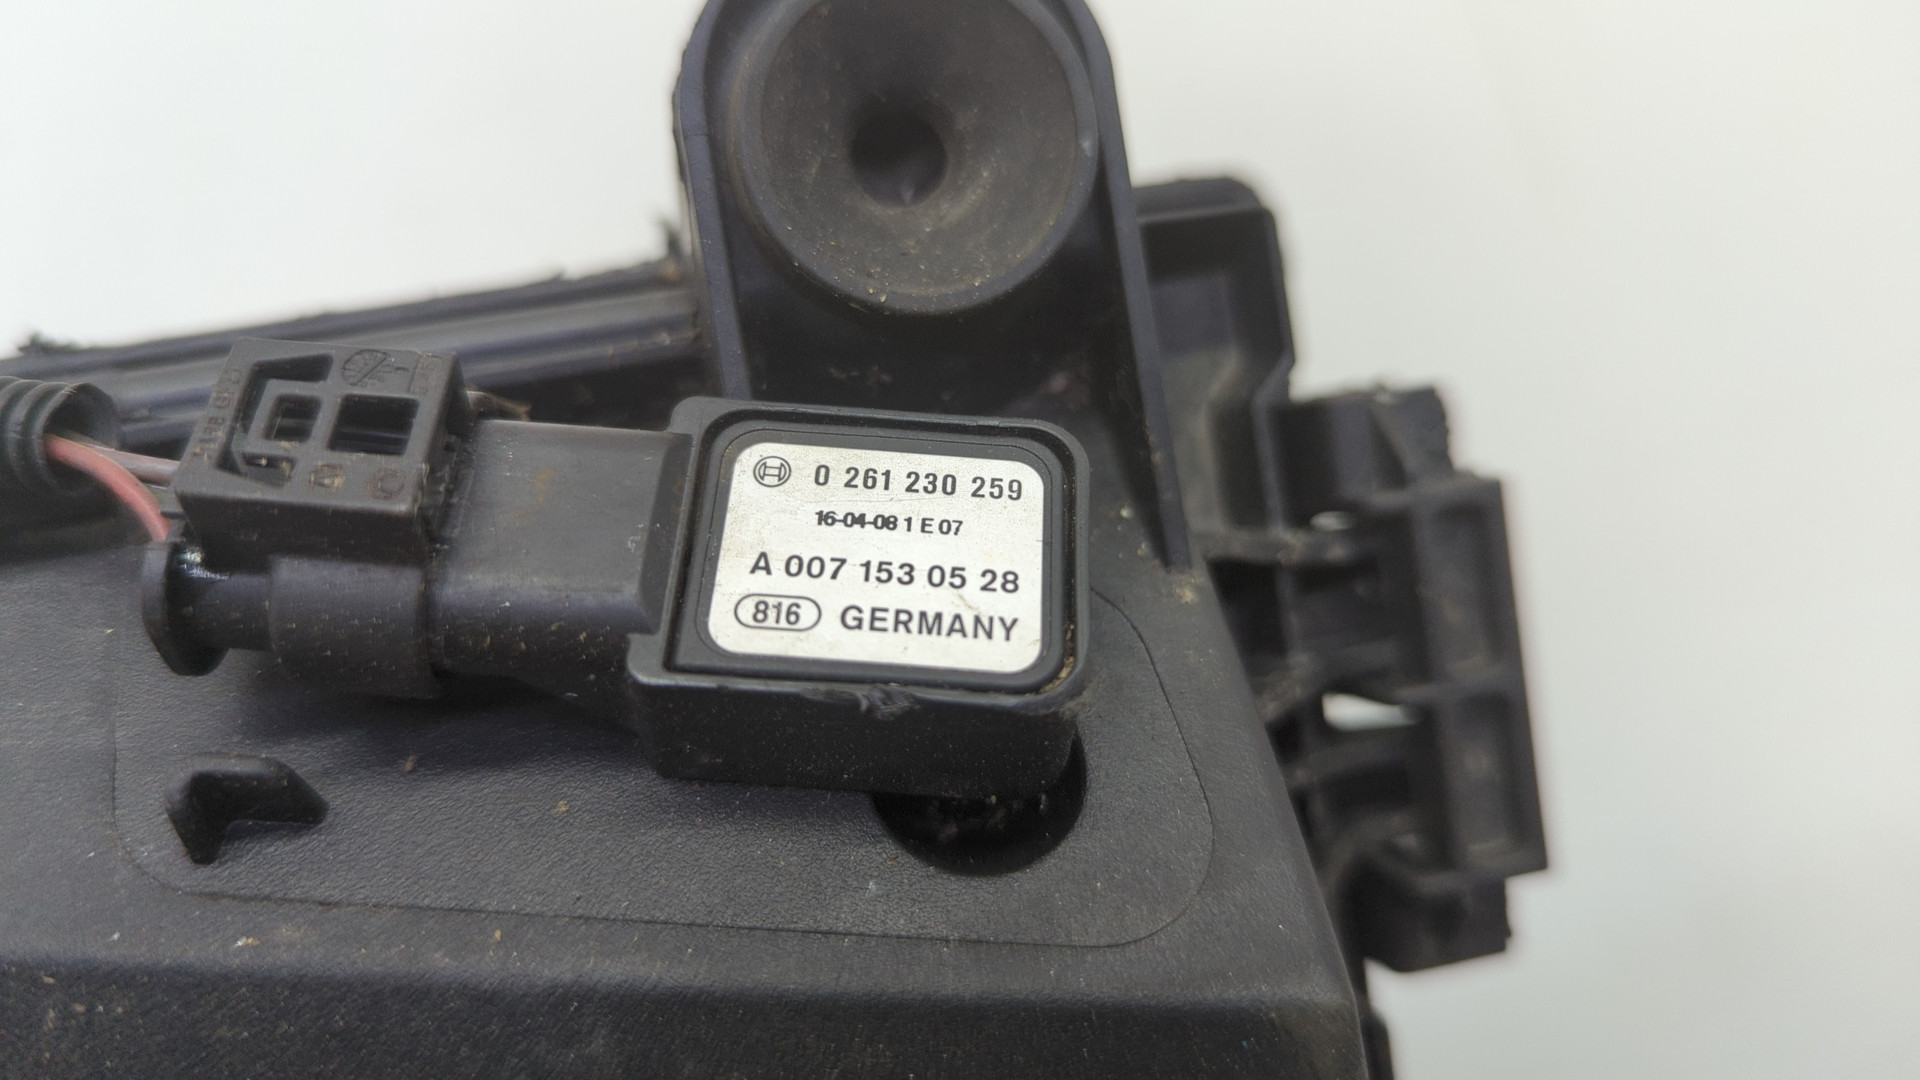 0 261 230 259
16-04-08 1 E 07
A 007 153 05 28
816 GERMANY